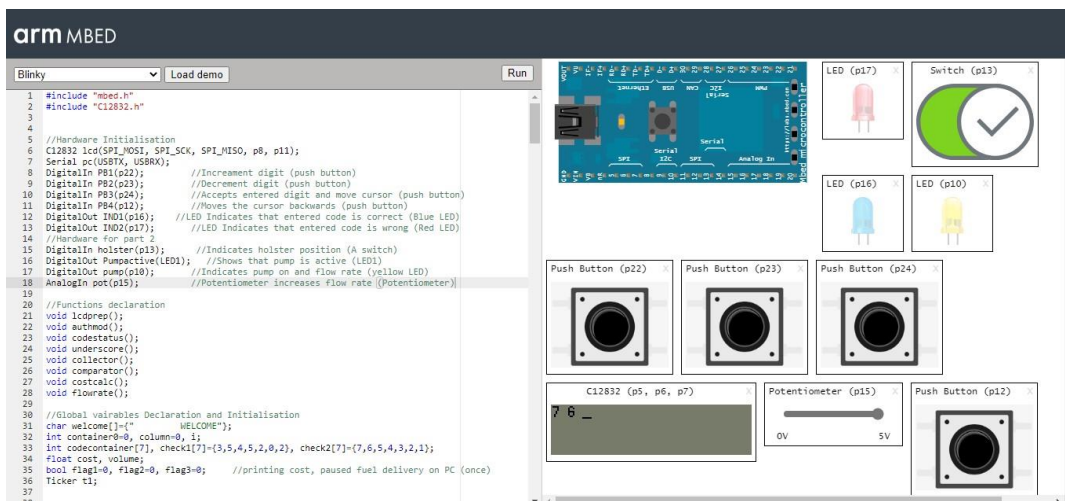 arm MBED
Blinky Load demo Run
1 #include "mbed.h"
2 #include "C12832.h"
3
4
5 //Hardware Initialisation
6 C12832 lcd(SPI_MOSI, SPI_SCK, SPI_MISO, p8, p11);
7 Serial pc(USBTX, USBRX);
8 DigitalIn PB1(p22); //Increament digit (push button)
9 DigitalIn PB2(p23); //Decrement digit (push button)
10 DigitalIn PB3(p24); //Accepts entered digit and move cursor (push button)
11 DigitalIn PB4(p12); //Moves the cursor backwards (push button)
12 DigitalOut IND1(p16); //LED Indicates that entered code is correct (Blue LED)
13 DigitalOut IND2(p17); //LED Indicates that entered code is wrong (Red LED)
14 //Hardware for part 2
15 DigitalIn holster(p13); //Indicates holster position (A switch)
16 DigitalOut Pumpactive(LED1); //Shows that pump is active (LED1)
17 DigitalOut pump(p10); //Indicates pump on and flow rate (yellow LED)
18 AnalogIn pot(p15); //Potentiometer increases flow rate (Potentiometer)
19
20 //Functions declaration
21 void lcdprep();
22 void authmod();
23 void codestatus();
24 void underscore();
25 void collector();
26 void comparator();
27 void costcalc();
28 void flowrate();
29
30 //Global vairables Declaration and Initialisation
31 char welcome[]={" WELCOME"};
32 int container0=0, column=0, i;
33 int codecontainer[7], check1[7]={3,5,4,5,2,0,2}, check2[7]={7,6,5,4,3,2,1};
34 float cost, volume;
35 bool flag1=0, flag2=0, flag3=0; //printing cost, paused fuel delivery on PC (once)
36 Ticker t1;
37
LED (p17) x
Switch (p13) x
Ethernet USB CAN I2C PWM
Serial
Serial
SPI I2C SPI Analog In
LED (p16) x
LED (p10) x
Push Button (p22) x
Push Button (p23) x
Push Button (p24) x
C12832 (p5, p6, p7) x
7 6 _
Potentiometer (p15) x
0V 5V
Push Button (p12) x